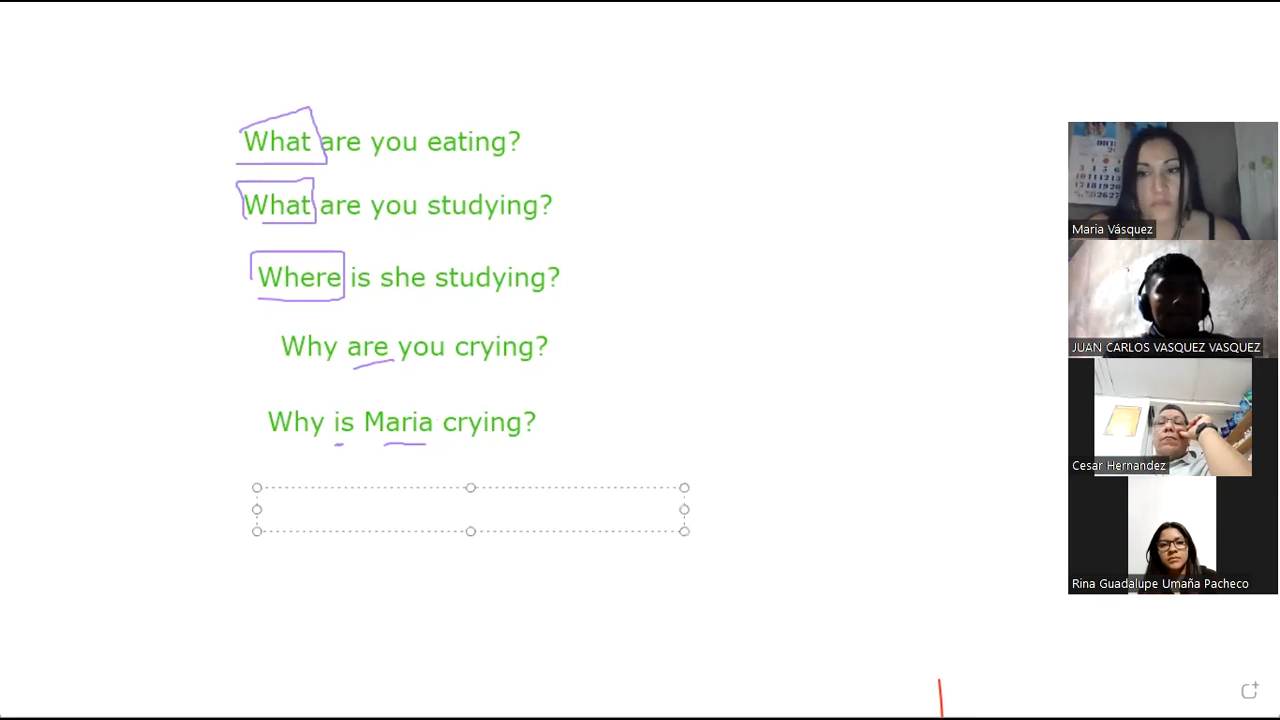 What are you eating?
What are you studying?
Where is she studying?
Why are you crying?
Why is Maria crying?
Maria Vásquez
JUAN CARLOS VASQUEZ VASQUEZ
Cesar Hernandez
Rina Guadalupe Umaña Pacheco